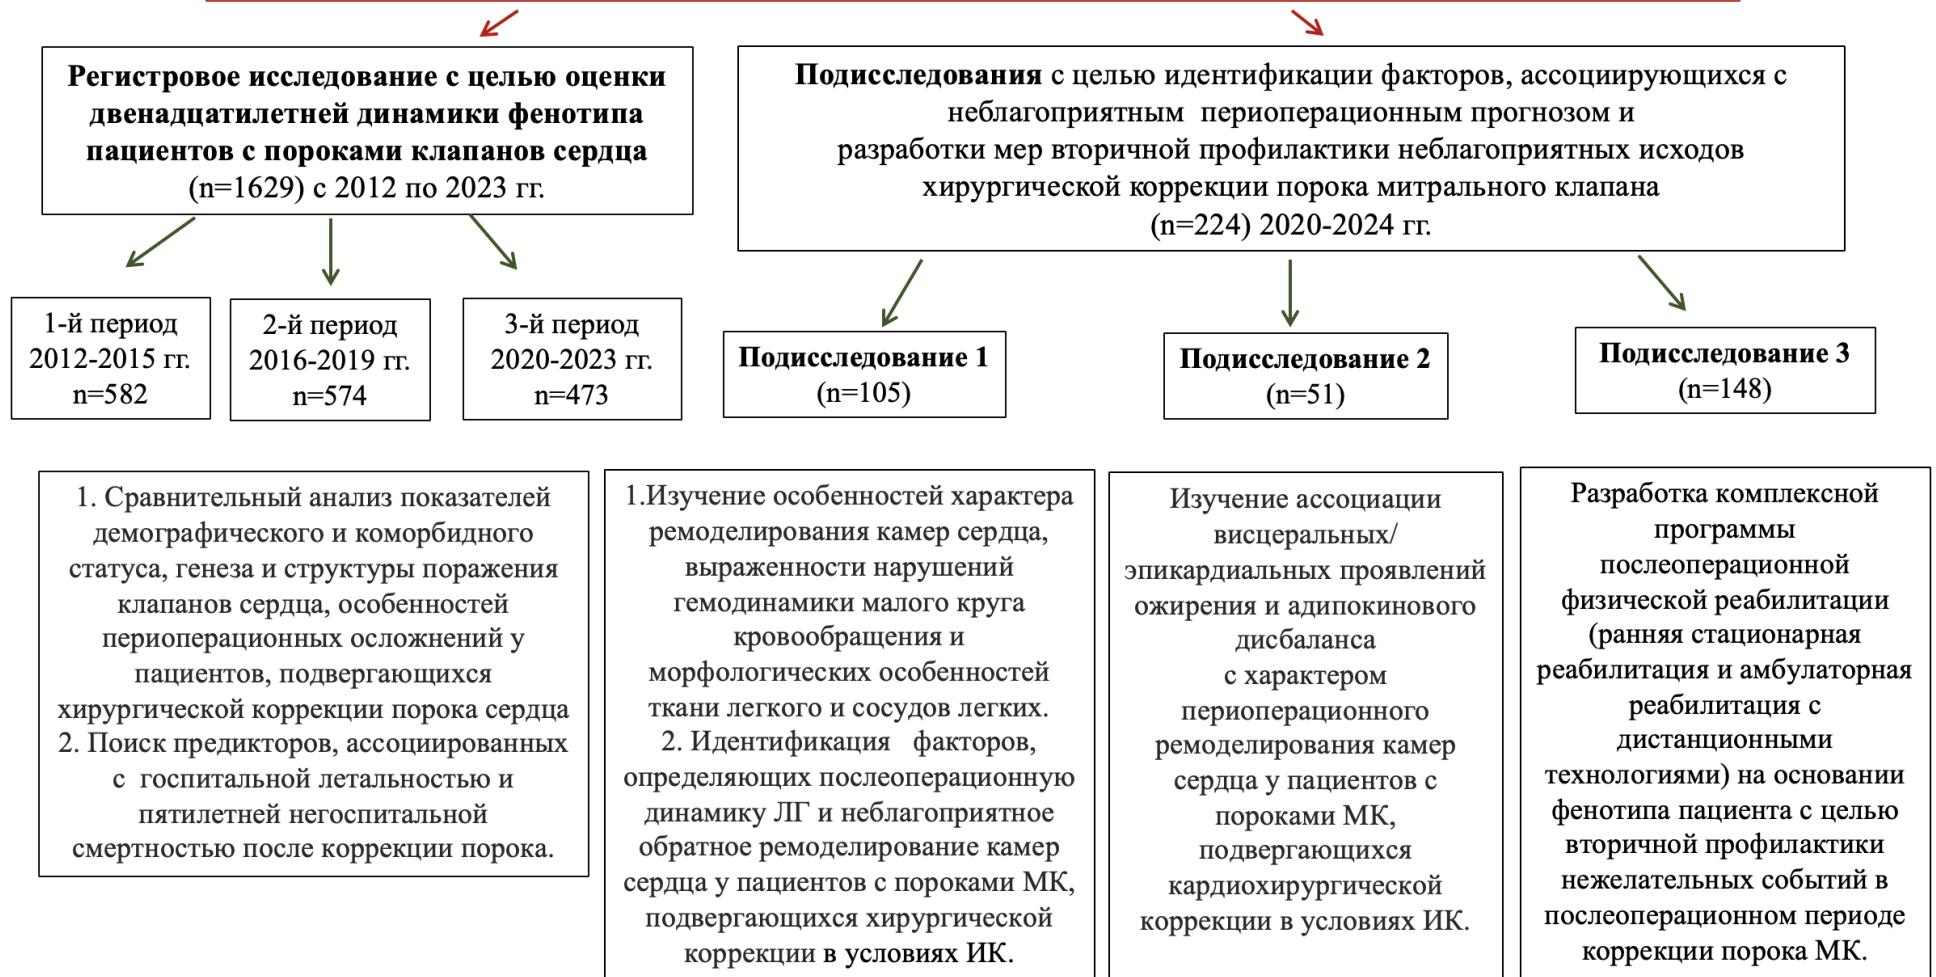 Регистровое исследование с целью оценки
двенадцатилетней динамики фенотипа
пациентов с пороками клапанов сердца
(n=1629) с 2012 по 2023 гг.
Подисследования с целью идентификации факторов, ассоциирующихся с
неблагоприятным периоперационным прогнозом и
разработки мер вторичной профилактики неблагоприятных исходов
хирургической коррекции порока митрального клапана
(n=224) 2020-2024 гг.
1-й период
2012-2015 гг.
n=582
2-й период
2016-2019 гг.
n=574
3-й период
2020-2023 гг.
n=473
Подисследование 1
(n=105)
Подисследование 2
(n=51)
Подисследование 3
(n=148)
1. Сравнительный анализ показателей
демографического и коморбидного
статуса, генеза и структуры поражения
клапанов сердца, особенностей
периоперационных осложнений у
пациентов, подвергающихся
хирургической коррекции порока сердца
2. Поиск предикторов, ассоциированных
с госпитальной летальностью и
пятилетней негоспитальной
смертностью после коррекции порока.
1.Изучение особенностей характера
ремоделирования камер сердца,
выраженности нарушений
гемодинамики малого круга
кровообращения и
морфологических особенностей
ткани легкого и сосудов легких.
2. Идентификация факторов,
определяющих послеоперационную
динамику ЛГ и неблагоприятное
обратное ремоделирование камер
сердца у пациентов с пороками МК,
подвергающихся хирургической
коррекции в условиях ИК.
Изучение ассоциации
висцеральных/
эпикардиальных проявлений
ожирения и адипокинового
дисбаланса
с характером
периоперационного
ремоделирования камер
сердца у пациентов с
пороками МК,
подвергающихся
кардиохирургической
коррекции в условиях ИК.
Разработка комплексной
программы
послеоперационной
физической реабилитации
(ранняя стационарная
реабилитация и амбулаторная
реабилитация с
дистанционными
технологиями) на основании
фенотипа пациента с целью
вторичной профилактики
нежелательных событий в
послеоперационном периоде
коррекции порока МК.